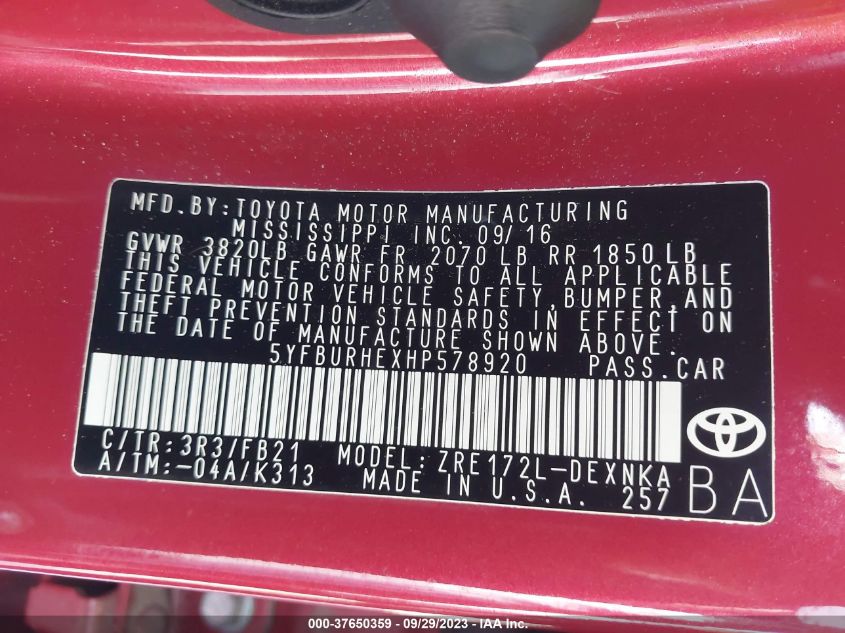 MFD.BY:TOYOTA MOTOR MANUFACTURING
MISSISSIPPI INC. 09/16
GVWR 3820LB GAWR FR 2070 LB RR 1850 LB
THIS VEHICLE CONFORMS TO ALL APPLICABLE
FEDERAL MOTOR VEHICLE SAFETY,BUMPER,AND
THEFT PREVENTION STANDARDS IN EFFECT ON
THE DATE OF MANUFACTURE SHOWN ABOVE.
5YFBURHEXHP578920 PASS.CAR
C/TR:3R3/FB21 MODEL:ZRE172L-DEXNKA
A/TM:-04A/K313 MADE IN U.S.A. 257
BA
000-37650359 - 09/29/2023 - IAAI.COM